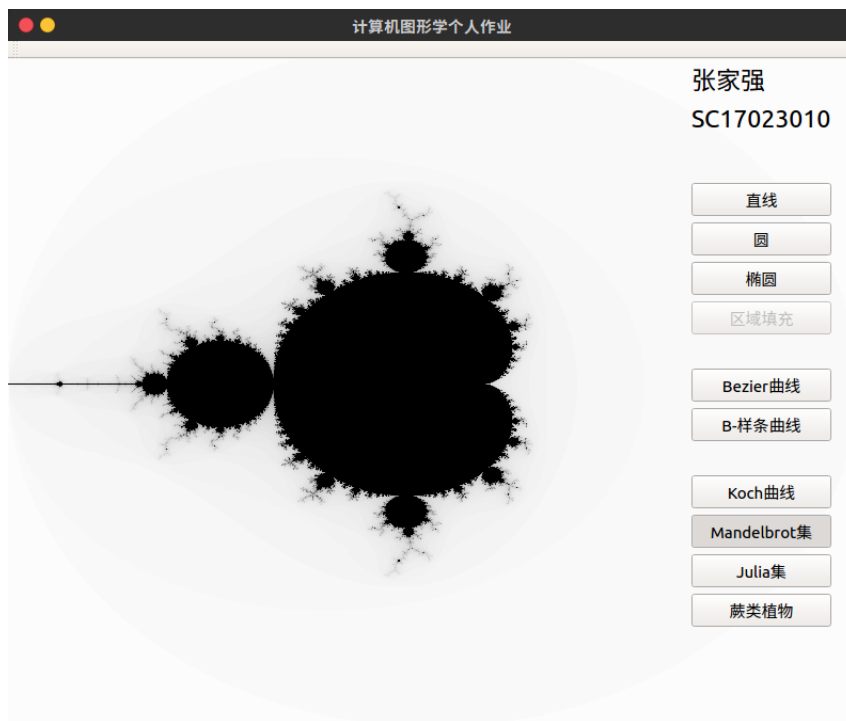 计算机图形学个人作业
张家强
SC17023010
直线
圆
椭圆
区域填充
Bezier曲线
B-样条曲线
Koch曲线
Mandelbrot集
Julia集
蕨类植物